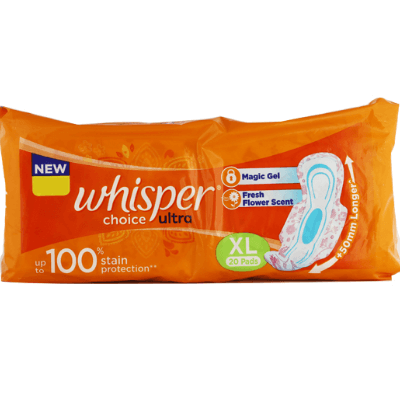 NEW
whisper
choice ultra
up to 100% stain protection**
Magic Gel
Fresh
Flower Scent
XL
20 Pads
+50mm Longer